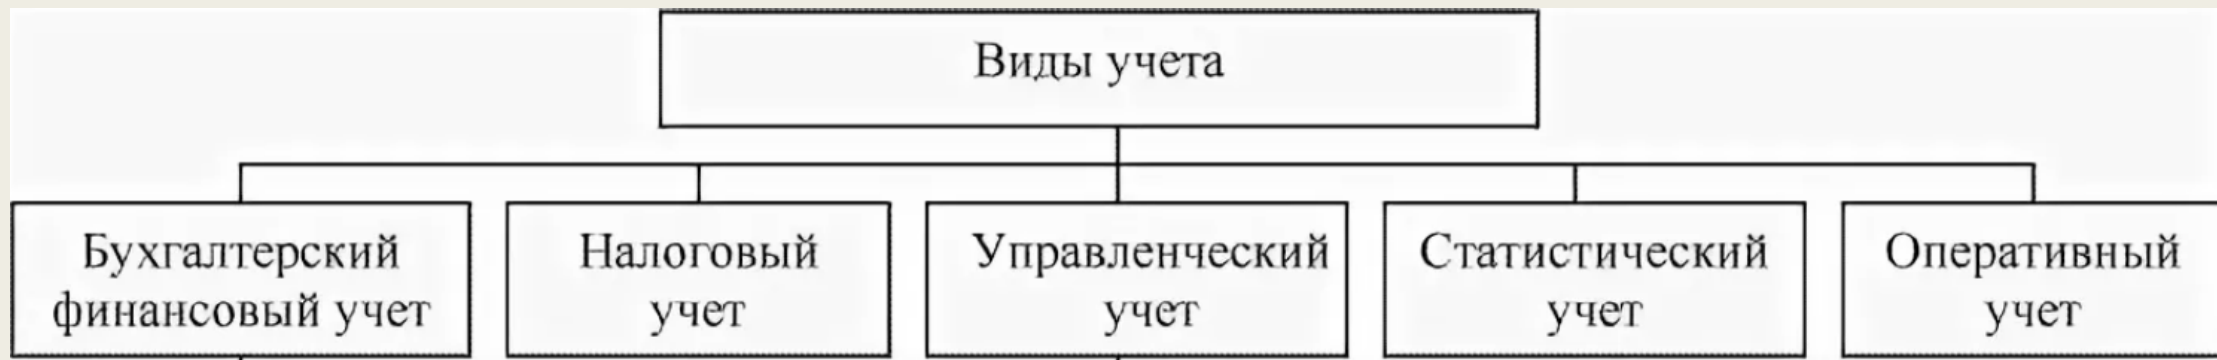 Виды учета
Бухгалтерский
финансовый учет
Налоговый
учет
Управленческий
учет
Статистический
учет
Оперативный
учет